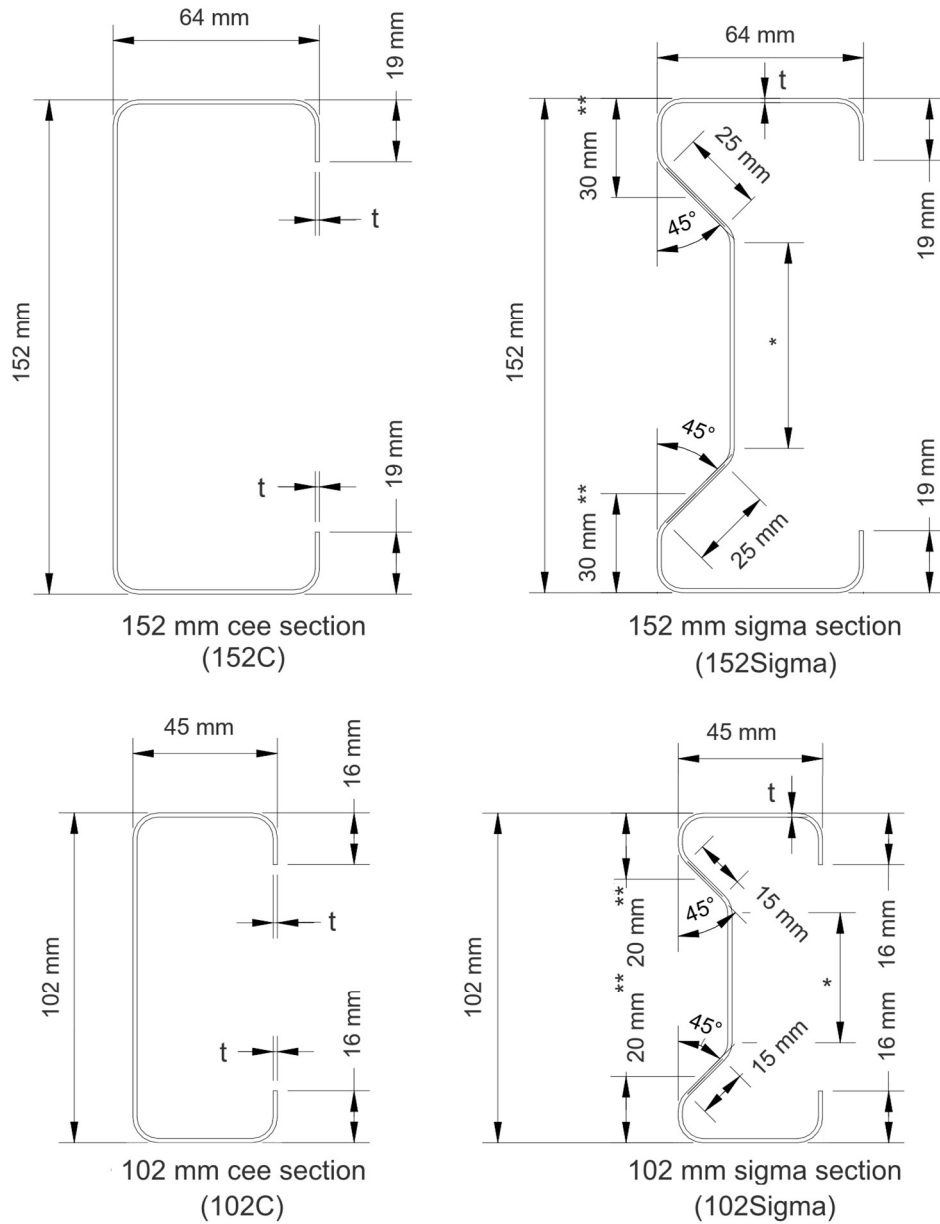 64 mm
19 mm
152 mm
t
t
19 mm
152 mm cee section
(152C)
64 mm
t
**
30 mm
25 mm
45°
19 mm
152 mm
*
45°
**
30 mm
25 mm
19 mm
152 mm sigma section
(152Sigma)
45 mm
16 mm
102 mm
t
t
16 mm
102 mm cee section
(102C)
45 mm
t
**
20 mm
15 mm
45°
16 mm
102 mm
*
**
20 mm
45°
15 mm
16 mm
102 mm sigma section
(102Sigma)